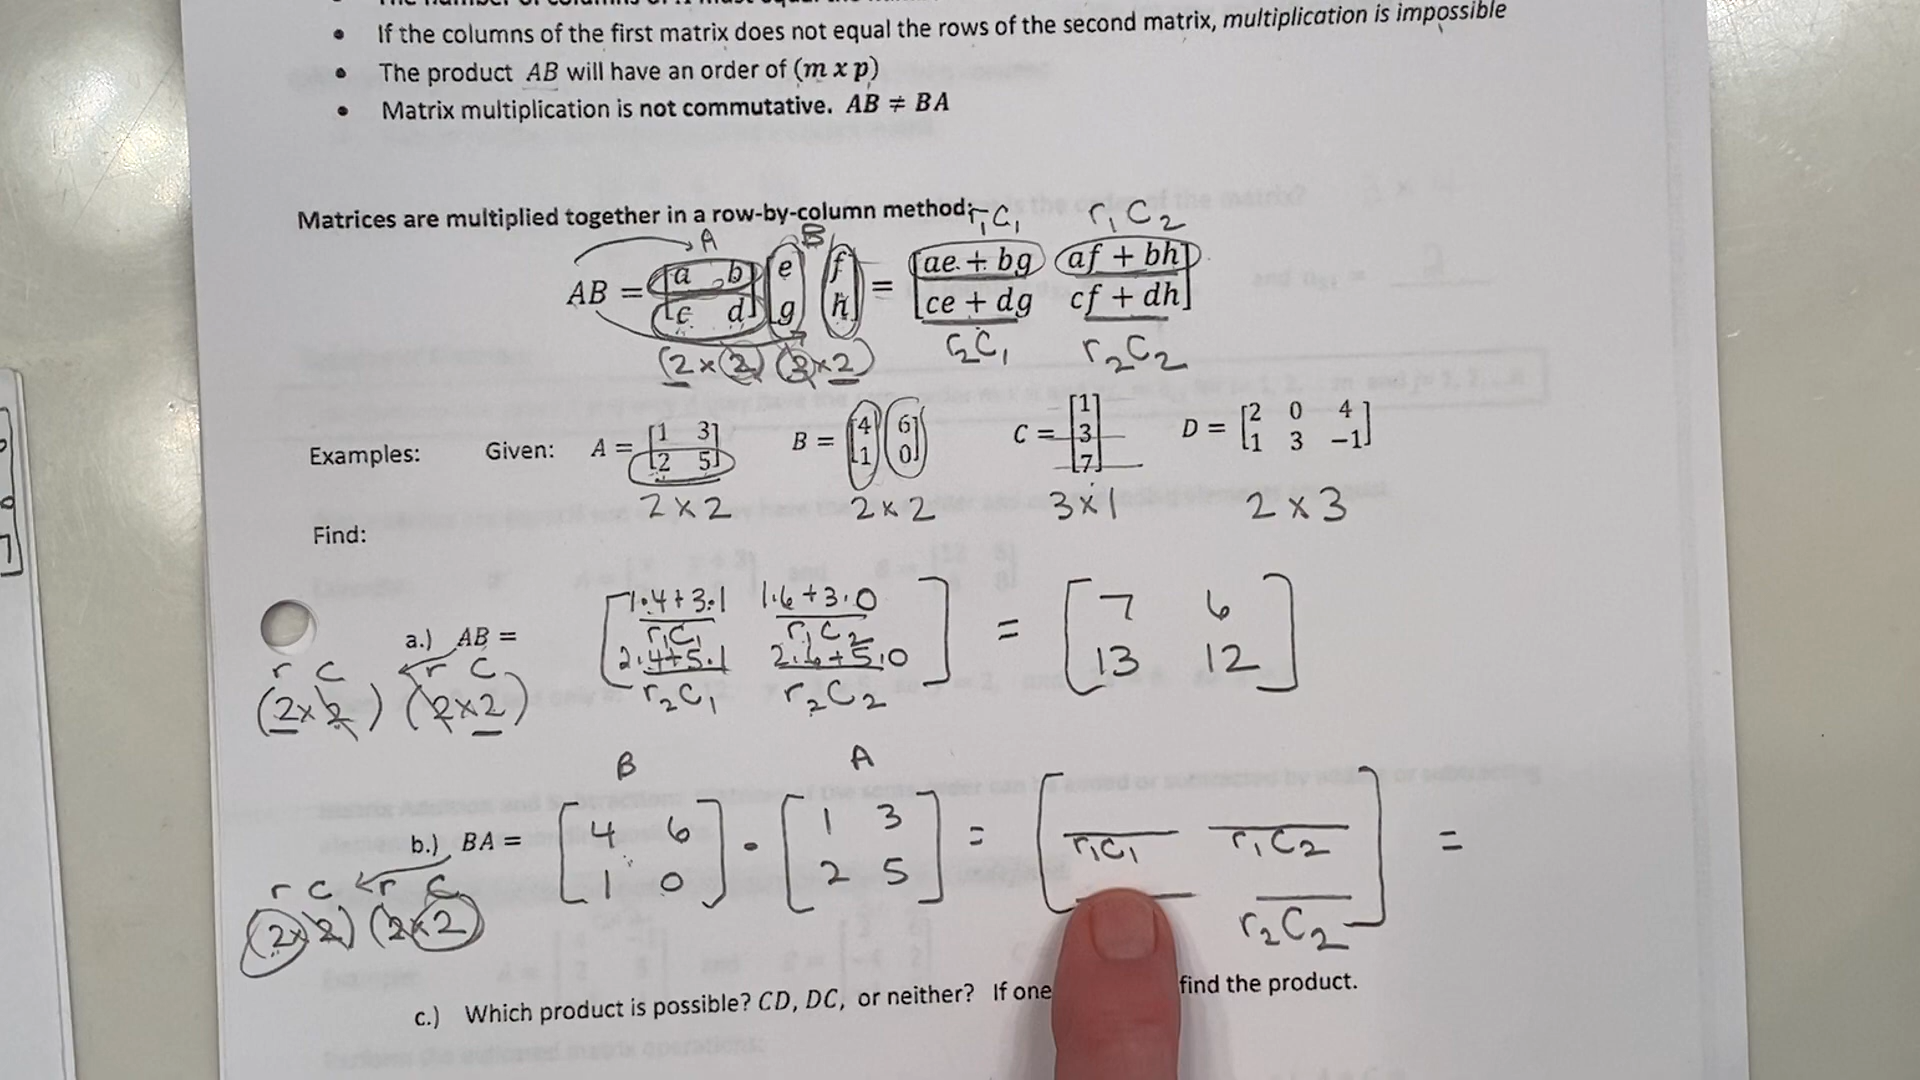 If the columns of the first matrix does not equal the rows of the second matrix, multiplication is impossible
The product AB will have an order of (m x p)
Matrix multiplication is not commutative. AB ≠ BA
Matrices are multiplied together in a row-by-column method: r₁C₁ r₁C₂
A B
AB = [a b; c d] [e f; g h] = [ae + bg af + bh; ce + dg cf + dh]
(2×2) (2×2) r₂C₁ r₂C₂
Examples: Given: A = [1 3; 2 5] B = [4 6; 1 0] C = [1; 3; 7] D = [2 0 4; 1 3 −1]
2×2 2×2 3×1 2×3
Find:
1·4+3·1 1·6+3·0
r₁C₁ r₁C₂
a.) AB = = [7 6; 13 12]
2·4+5·1 2·6+5·0
r c r c
(2×2) (2×2) r₂C₁ r₂C₂
B A
b.) BA = [4 6; 1 0] · [1 3; 2 5] = [r₁C₁ r₁C₂ =
r c r c
(2×2) (2×2) r₂C₂]
c.) Which product is possible? CD, DC, or neither? If one find the product.